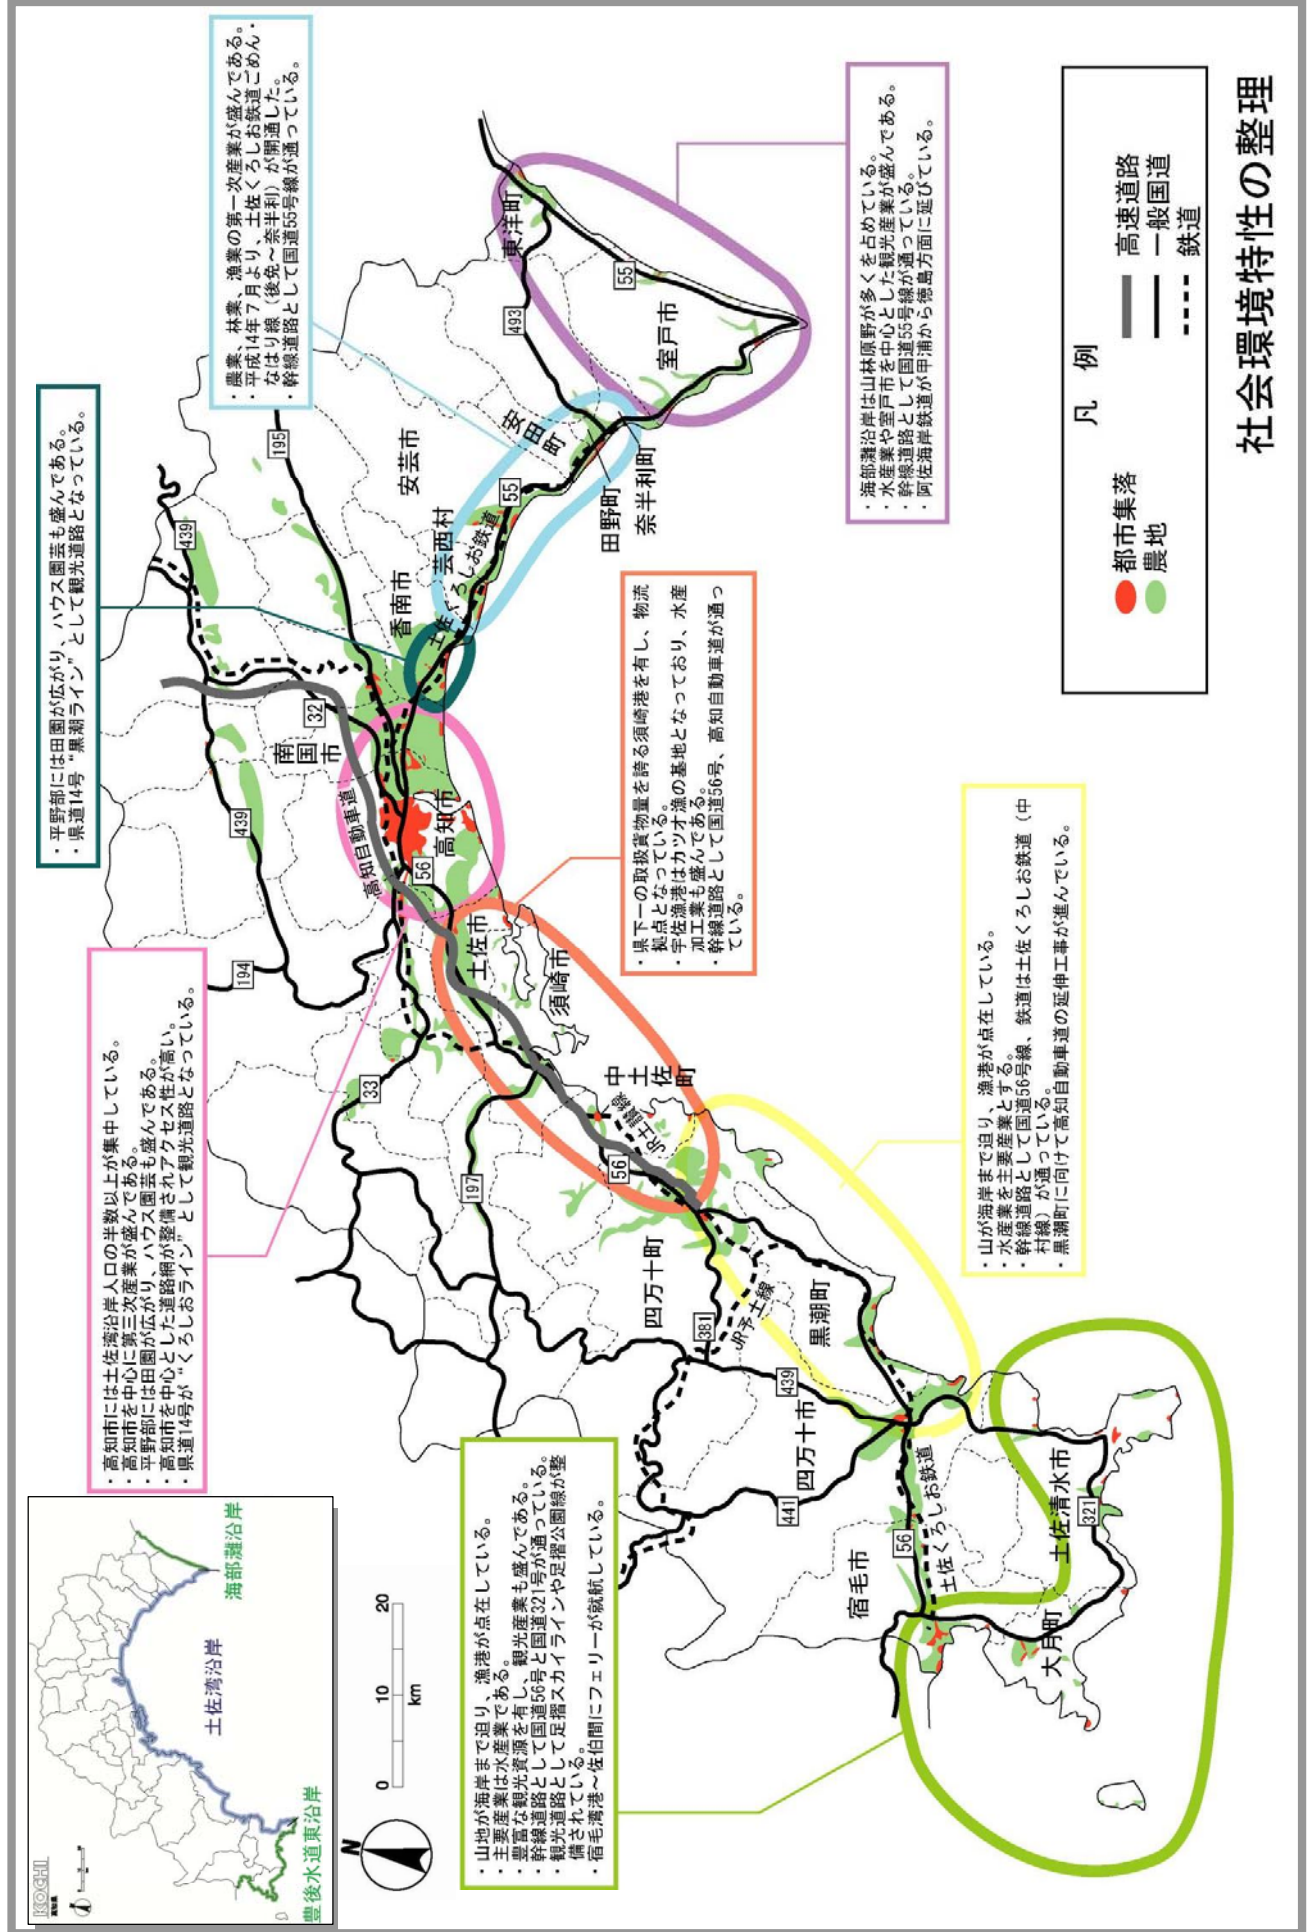 社会環境特性の整理
KOCHI
高知県
海部灘沿岸
土佐湾沿岸
豊後水道東沿岸
N
0 10 20
km
・平野部には田園が広がり、ハウス園芸も盛んである。
・県道14号“黒潮ライン”として観光道路となっている。
・農業、林業、漁業の第一次産業が盛んである。
・平成14年7月より、土佐くろしお鉄道ごめん・
なはり線（後免～奈半利）が開通した。
・幹線道路として国道55号線が通っている。
・高知市には土佐湾沿岸人口の半数以上が集中している。
・高知市を中心に第三次産業が盛んである。
・平野部には田園が広がり、ハウス園芸も盛んである。
・高知市を中心とした道路網が整備されアクセス性が高い。
・県道14号が“くろしおライン”として観光道路となっている。
・海部灘沿岸は山林原野が多くを占めている。
・水産業や室戸市を中心とした観光産業が盛んである。
・幹線道路として国道55号線が通っている。
・阿佐海岸鉄道が甲浦から徳島方面に延びている。
・県下一の取扱貨物量を誇る須崎港を有し、物流
拠点となっている。
・宇佐漁港はカツオ漁の基地となっており、水産
加工業も盛んである。
・幹線道路として国道56号、高知自動車道が通っ
ている。
・山が海岸まで迫り、漁港が点在している。
・水産業を主要産業とする。
・幹線道路として国道56号線、鉄道は土佐くろしお鉄道（中
村線）が通っている。
・黒潮町に向けて高知自動車道の延伸工事が進んでいる。
・山地が海岸まで迫り、漁港が点在している。
・主要産業は水産業である。
・豊富な観光資源を有し、観光産業も盛んである。
・幹線道路として国道56号と国道321号が通っている。
・観光道路として足摺スカイラインや足摺公園線が整
備されている。
・宿毛湾港～佐伯間にフェリーが就航している。
東洋町
室戸市
安田町
田野町
奈半利町
安芸市
芸西村
香南市
土佐くろしお鉄道
南国市
高知自動車道
高知市
土佐市
須崎市
中土佐町
JR土讃線
四万十町
JR予土線
黒潮町
四万十市
土佐くろしお鉄道
宿毛市
土佐清水市
大月町
493
55
55
195
439
32
439
194
56
33
197
56
381
439
441
56
321
凡 例
都市集落
農地
高速道路
一般国道
鉄道